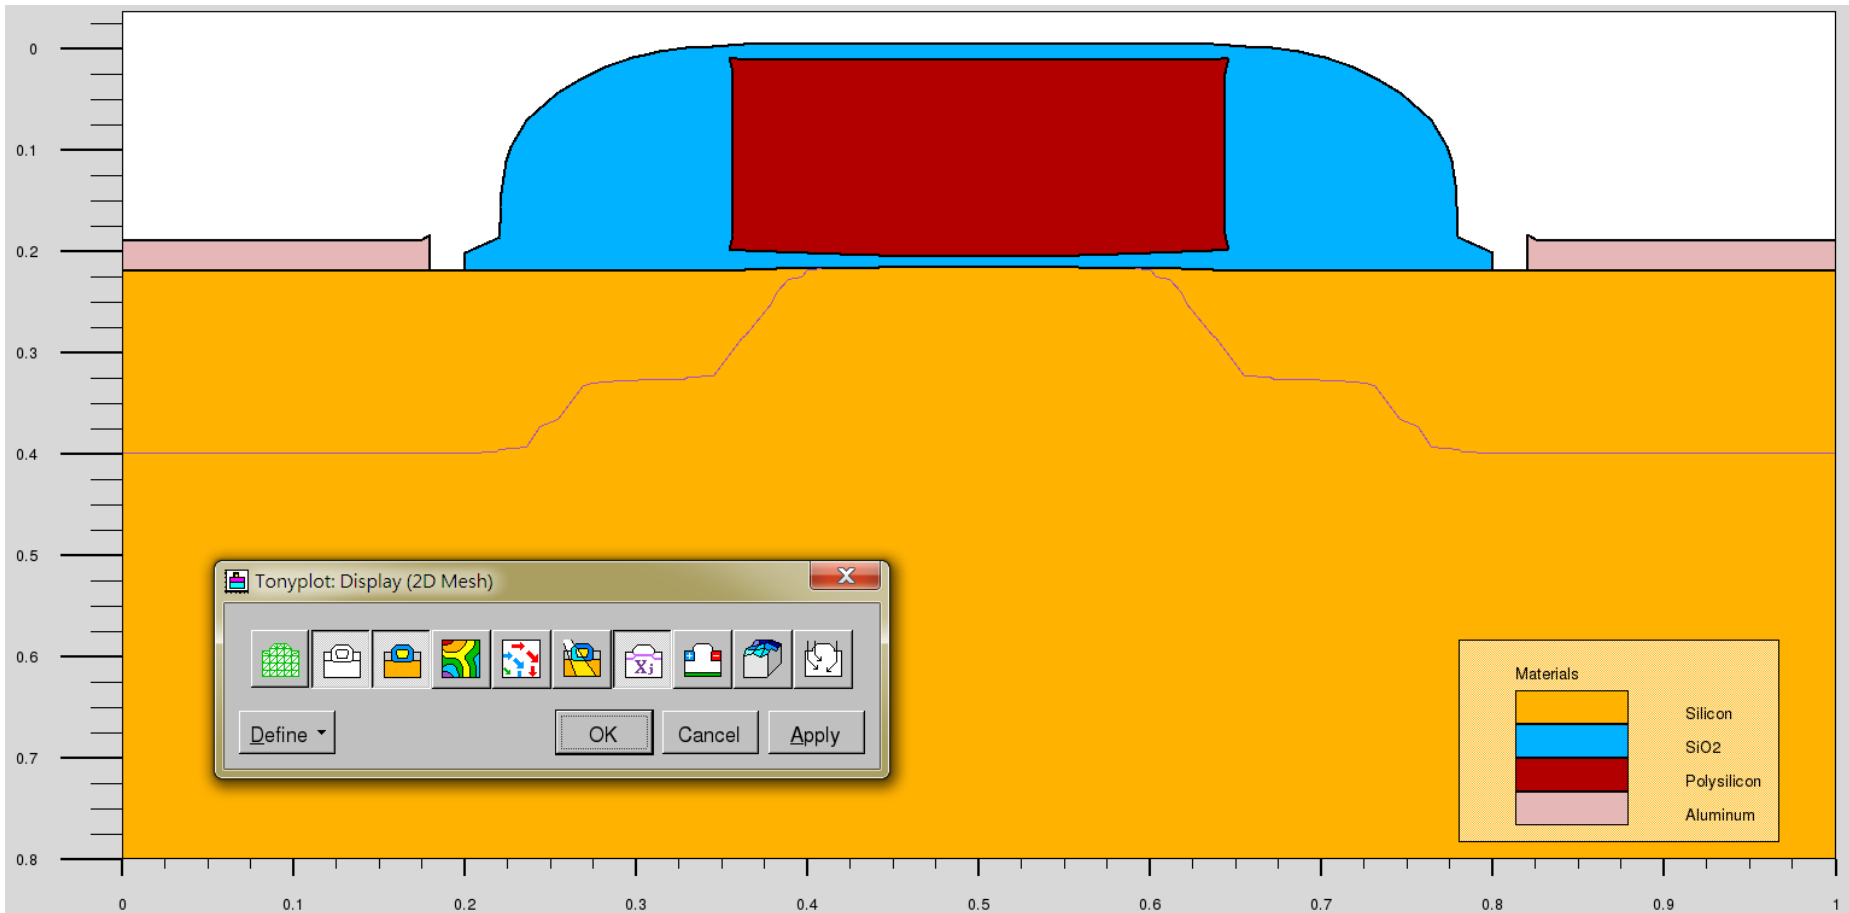 0
0.1
0.2
0.3
0.4
0.5
0.6
0.7
0.8
Tonyplot: Display (2D Mesh)
Xj
Define
OK
Cancel
Apply
Materials
Silicon
SiO2
Polysilicon
Aluminum
0 0.1 0.2 0.3 0.4 0.5 0.6 0.7 0.8 0.9 1